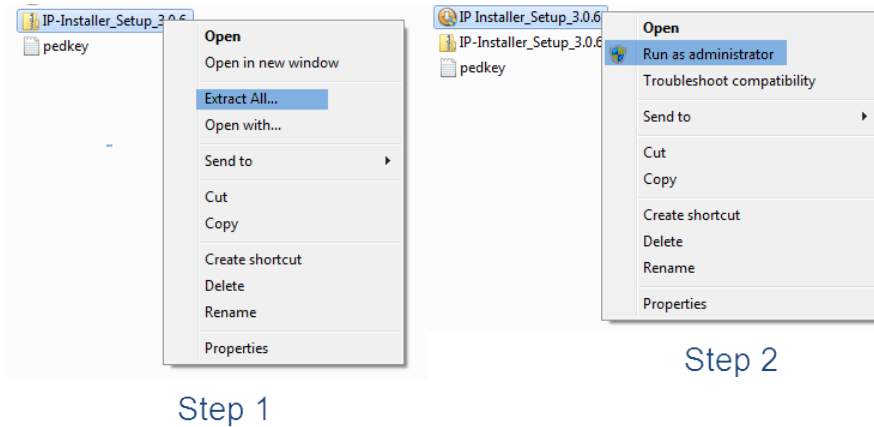 IP-Installer_Setup_3.0.6
pedkey
Open
Open in new window
Extract All...
Open with...
Send to
Cut
Copy
Create shortcut
Delete
Rename
Properties
Step 1
IP Installer_Setup_3.0.6
IP-Installer_Setup_3.0.6
pedkey
Open
Run as administrator
Troubleshoot compatibility
Send to
Cut
Copy
Create shortcut
Delete
Rename
Properties
Step 2